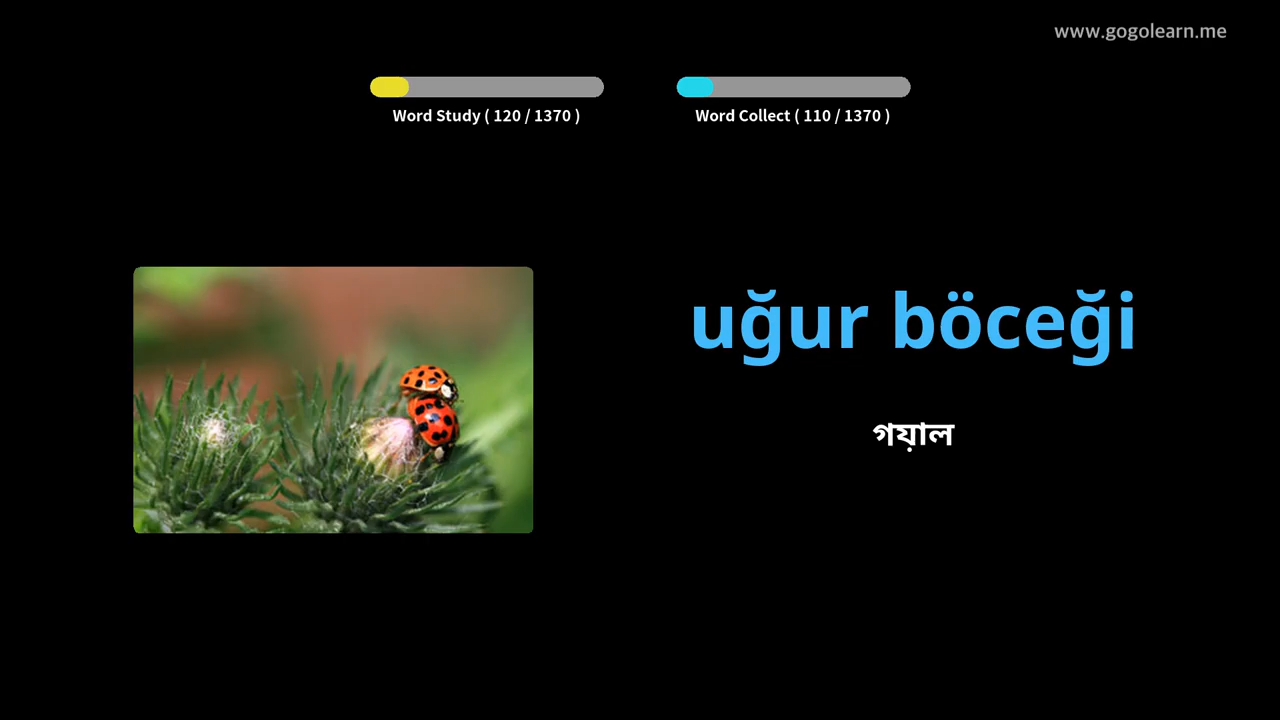 www.gogolearn.me
Word Study ( 120 / 1370 )
Word Collect ( 110 / 1370 )
uğur böceği
গয়াল